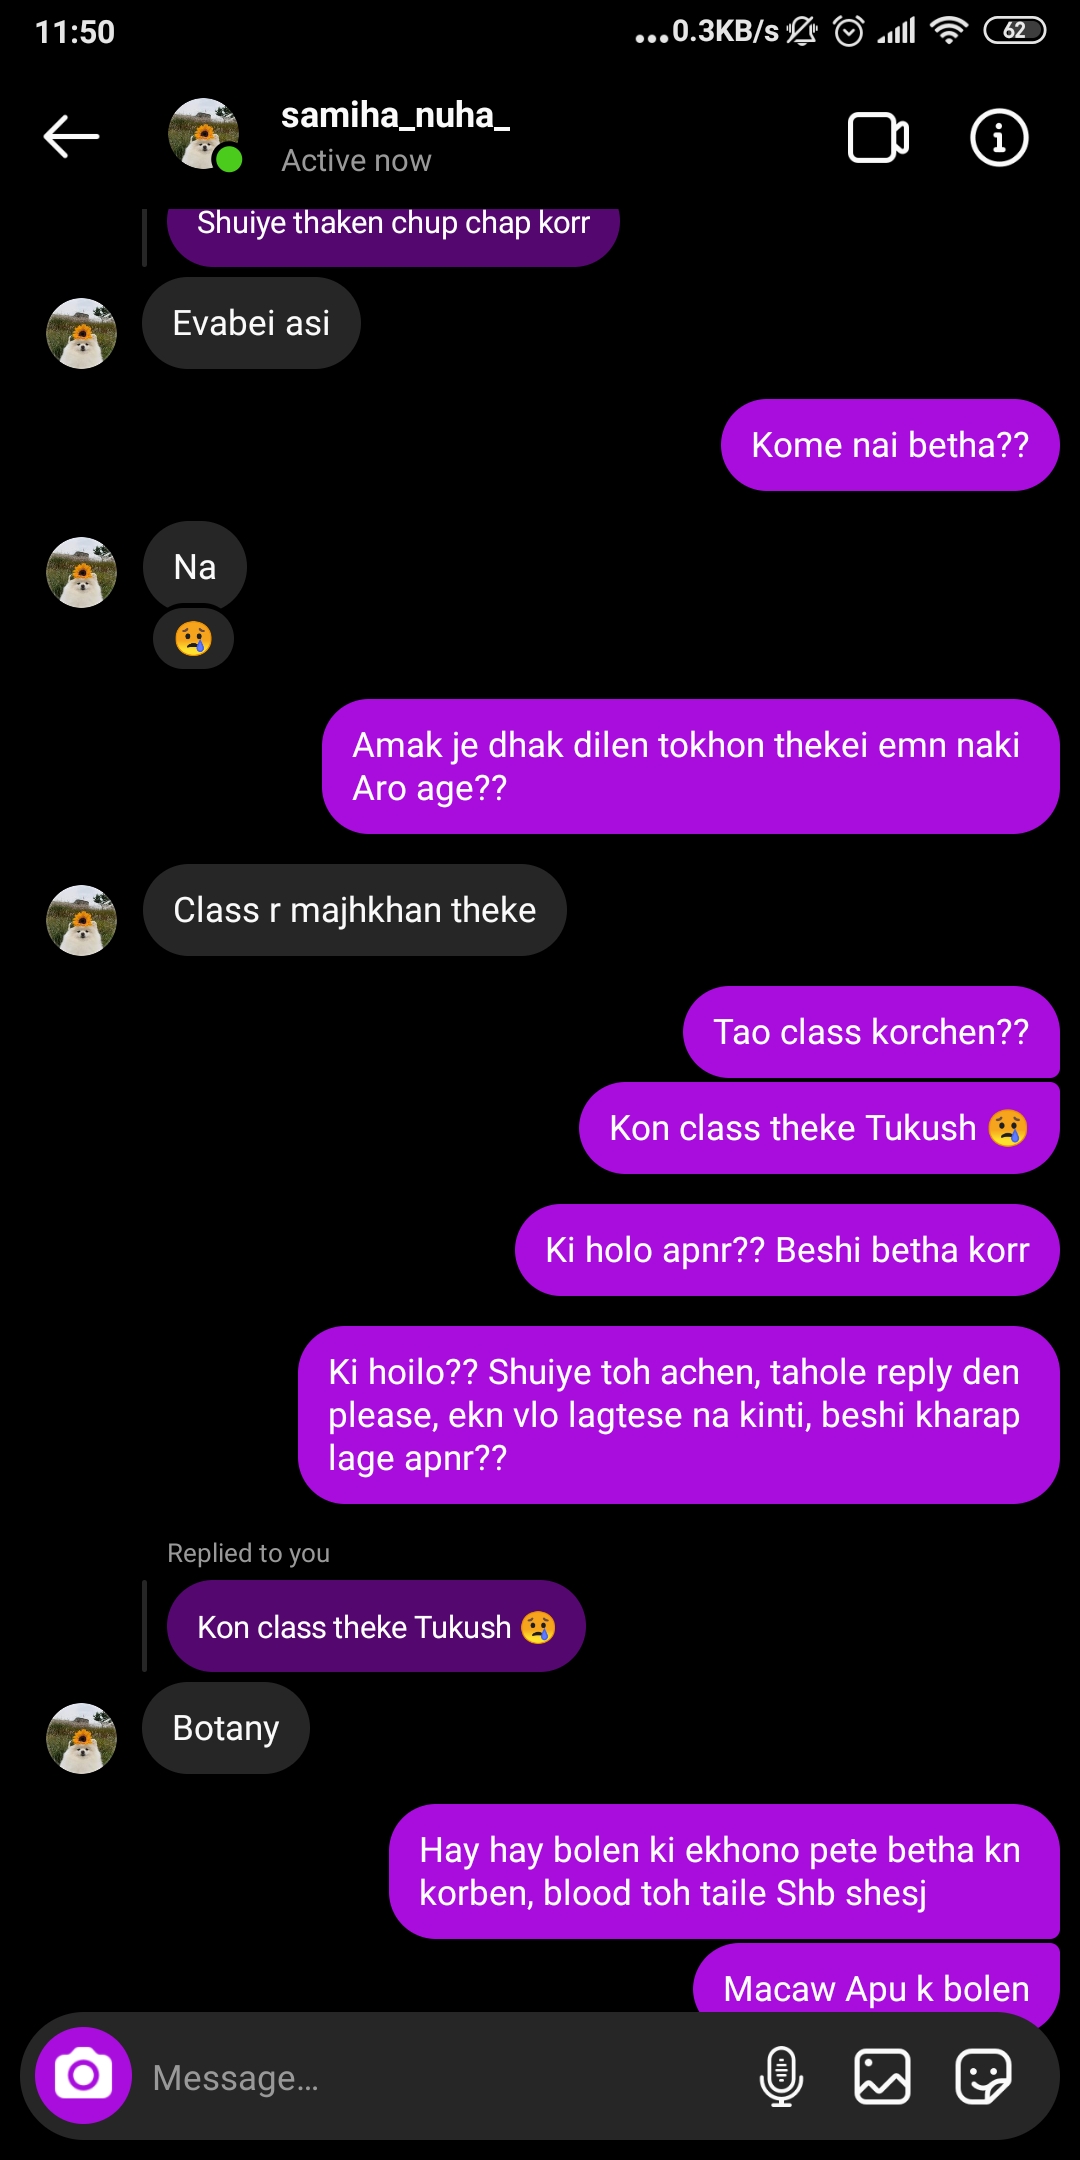 11:50
...0.3KB/s
62
samiha_nuha_
Active now
Shuiye thaken chup chap korr
Evabei asi
Kome nai betha??
Na
😢
Amak je dhak dilen tokhon thekei emn naki
Aro age??
Class r majhkhan theke
Tao class korchen??
Kon class theke Tukush 😢
Ki holo apnr?? Beshi betha korr
Ki hoilo?? Shuiye toh achen, tahole reply den
please, ekn vlo lagtese na kinti, beshi kharap
lage apnr??
Replied to you
Kon class theke Tukush 😢
Botany
Hay hay bolen ki ekhono pete betha kn
korben, blood toh taile Shb shesj
Macaw Apu k bolen
Message...